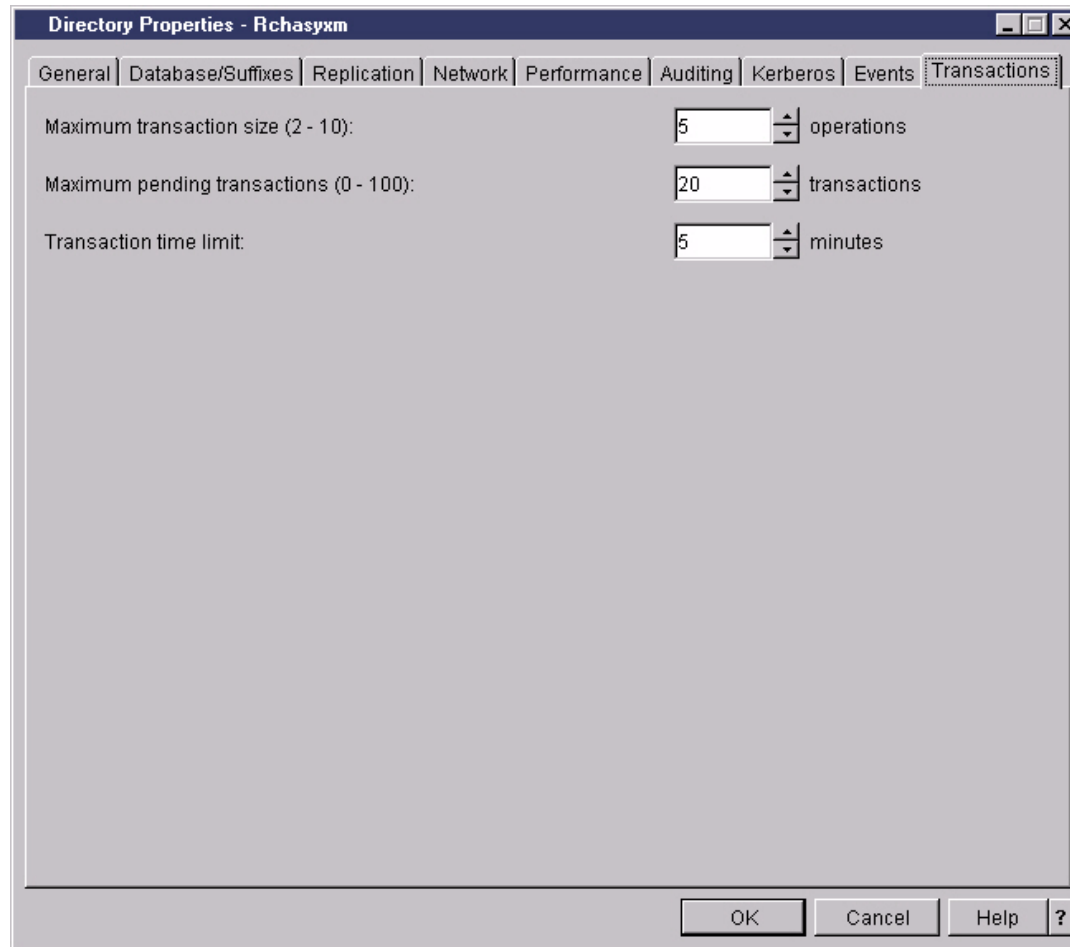 Directory Properties - Rchasyxm
General Database/Suffixes Replication Network Performance Auditing Kerberos Events Transactions
Maximum transaction size (2 - 10): 5 operations
Maximum pending transactions (0 - 100): 20 transactions
Transaction time limit: 5 minutes
OK Cancel Help ?